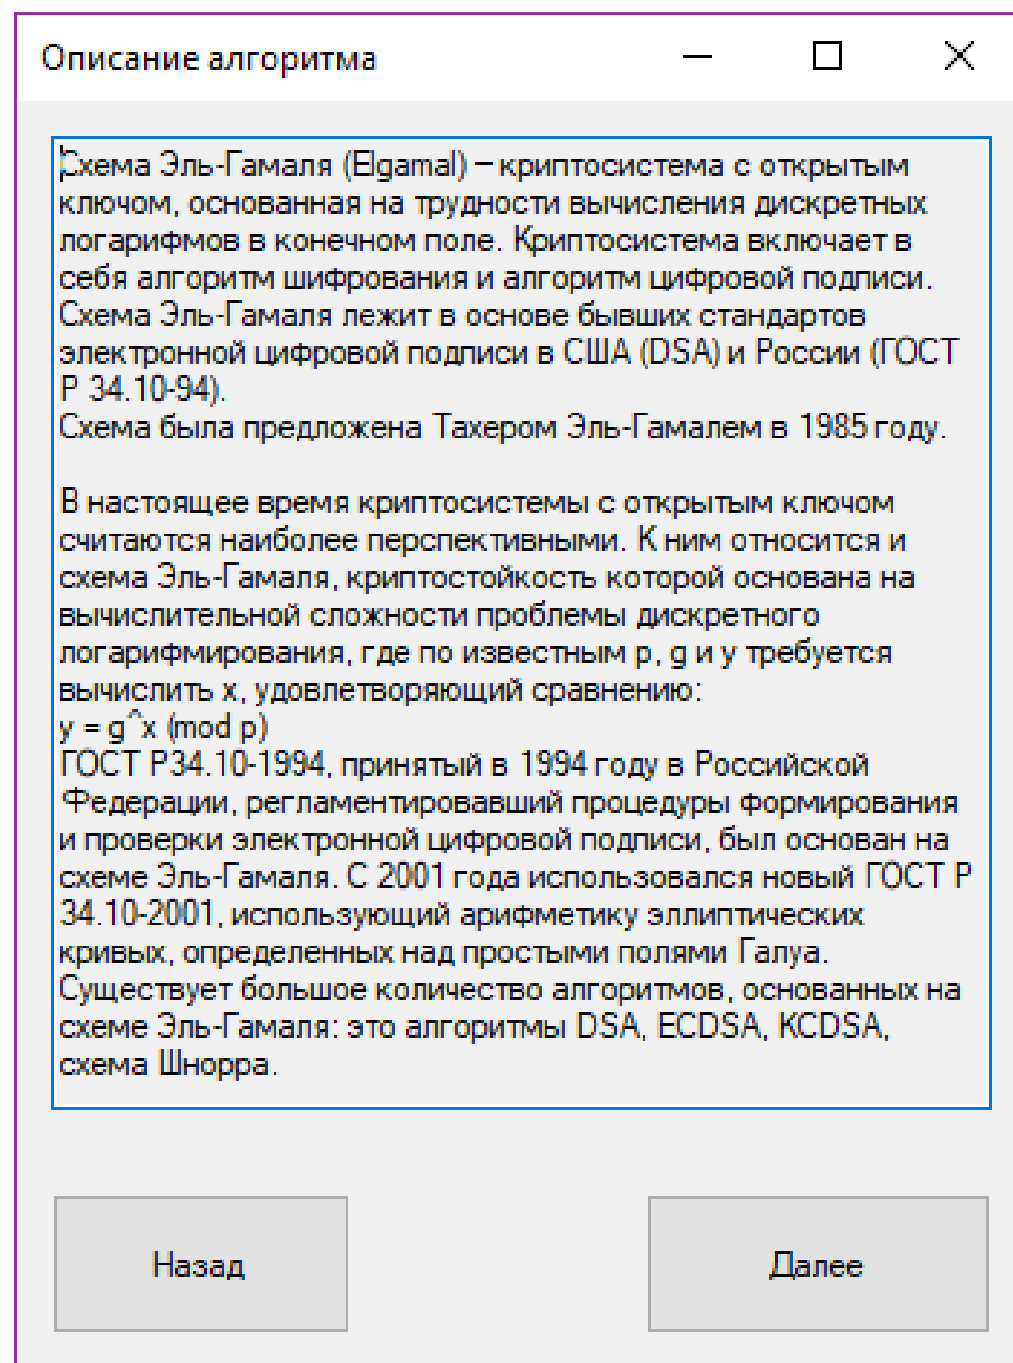 Описание алгоритма
Схема Эль-Гамаля (Elgamal) – криптосистема с открытым
ключом, основанная на трудности вычисления дискретных
логарифмов в конечном поле. Криптосистема включает в
себя алгоритм шифрования и алгоритм цифровой подписи.
Схема Эль-Гамаля лежит в основе бывших стандартов
электронной цифровой подписи в США (DSA) и России (ГОСТ
Р 34.10-94).
Схема была предложена Тахером Эль-Гамалем в 1985 году.
В настоящее время криптосистемы с открытым ключом
считаются наиболее перспективными. К ним относится и
схема Эль-Гамаля, криптостойкость которой основана на
вычислительной сложности проблемы дискретного
логарифмирования, где по известным p, g и y требуется
вычислить x, удовлетворяющий сравнению:
y = g^x (mod p)
ГОСТ Р34.10-1994, принятый в 1994 году в Российской
Федерации, регламентировавший процедуры формирования
и проверки электронной цифровой подписи, был основан на
схеме Эль-Гамаля. С 2001 года использовался новый ГОСТ Р
34.10-2001, использующий арифметику эллиптических
кривых, определенных над простыми полями Галуа.
Существует большое количество алгоритмов, основанных на
схеме Эль-Гамаля: это алгоритмы DSA, ECDSA, KCDSA,
схема Шнорра.
Назад
Далее